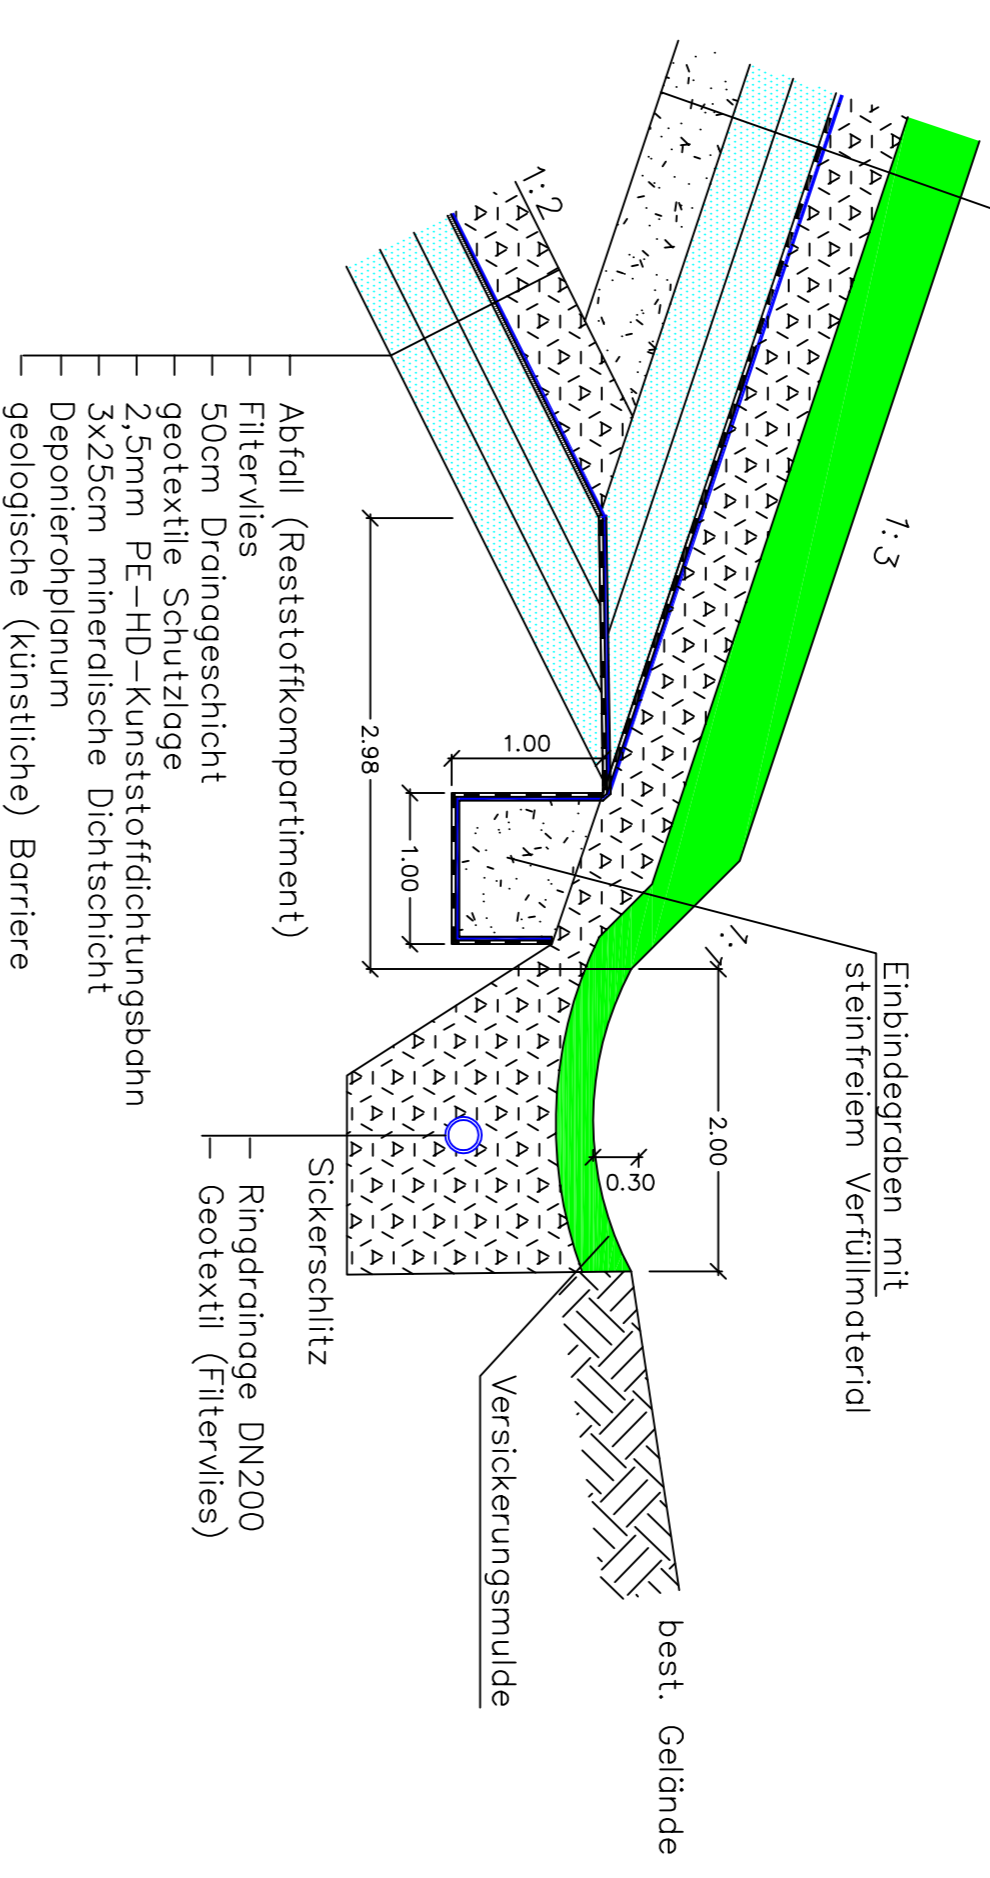 1:3
1:2
Einbindegraben mit
steinfreiem Verfüllmaterial
1:1
2.00
0.30
best. Gelände
1.00
1.00
2.98
Versickerungsmulde
Abfall (Reststoffkompartiment)
Filtervlies
50cm Drainageschicht
geotextile Schutzlage
2,5mm PE-HD-Kunststoffdichtungsbahn
3x25cm mineralische Dichtschicht
Deponierohplanum
geologische (künstliche) Barriere
Sickerschlitz
Ringdrainage DN200
Geotextil (Filtervlies)